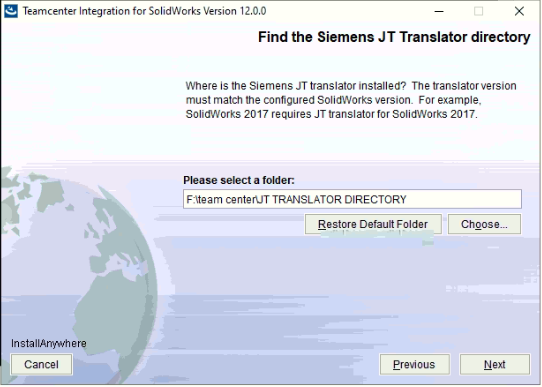 Teamcenter Integration for SolidWorks Version 12.0.0
Find the Siemens JT Translator directory
Where is the Siemens JT translator installed? The translator version
must match the configured SolidWorks version. For example,
SolidWorks 2017 requires JT translator for SolidWorks 2017.
Please select a folder:
F:\team center\JT TRANSLATOR DIRECTORY
Restore Default Folder Choose...
InstallAnywhere
Cancel Previous Next